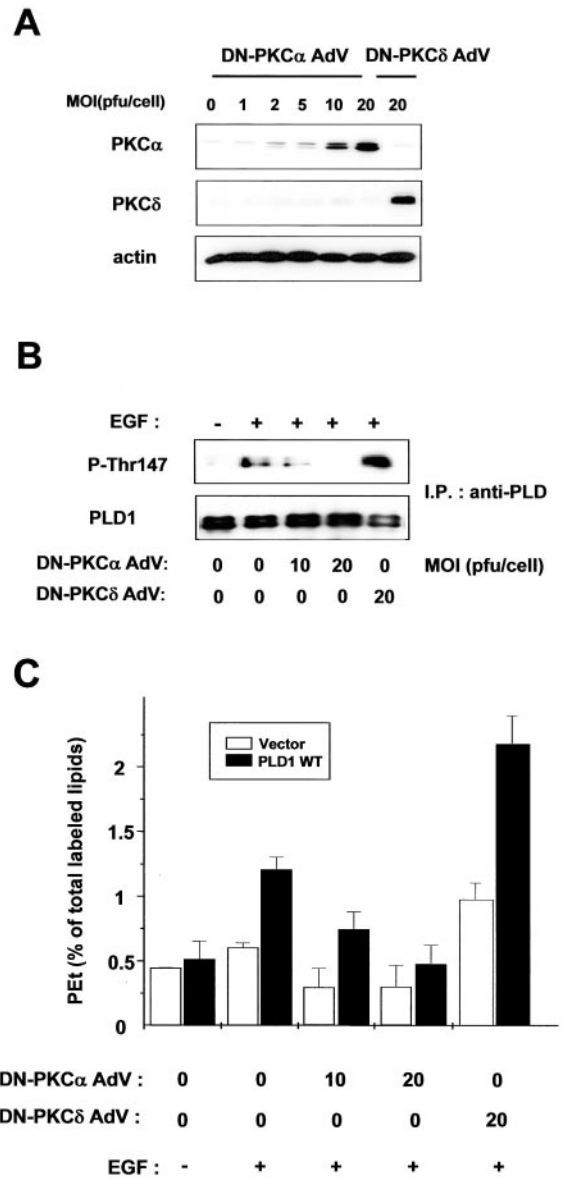 A
DN-PKCα AdV DN-PKCδ AdV
MOI(pfu/cell) 0 1 2 5 10 20 20
PKCα
PKCδ
actin
B
EGF : - + + + +
P-Thr147
I.P. : anti-PLD
PLD1
DN-PKCα AdV: 0 0 10 20 0 MOI (pfu/cell)
DN-PKCδ AdV: 0 0 0 0 20
C
Vector
PLD1 WT
PEt (% of total labeled lipids)
2
1.5
1
0.5
0
DN-PKCα AdV : 0 0 10 20 0
DN-PKCδ AdV : 0 0 0 0 20
EGF : - + + + +